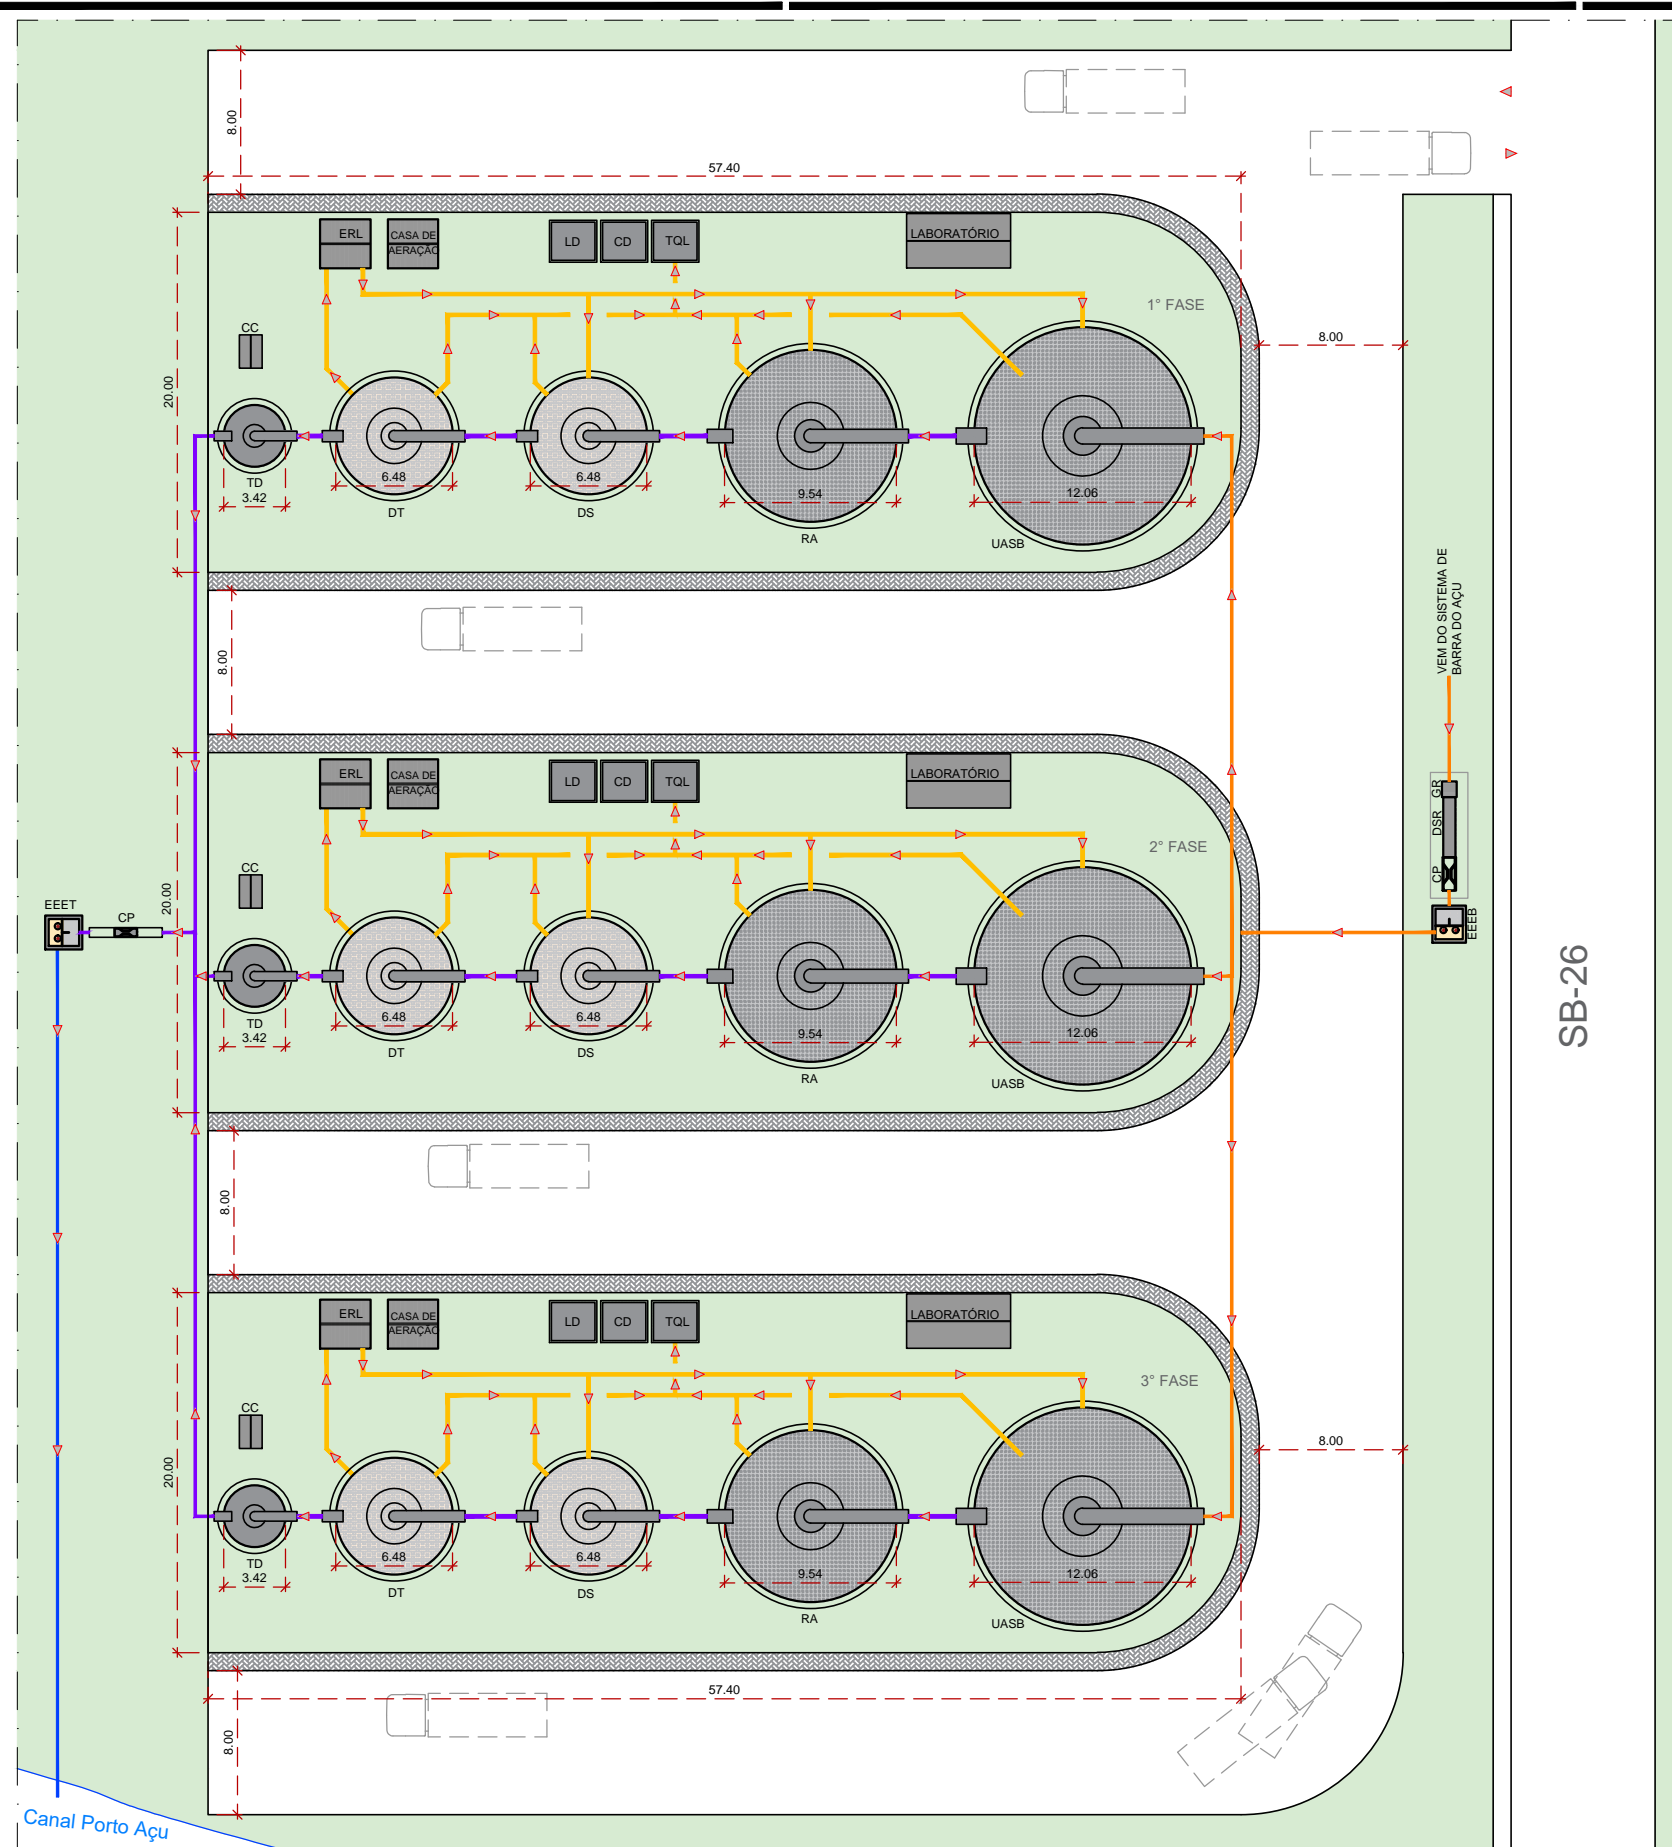 8.00
57.40
ERL
CASA DE
AERAÇÃO
LD
CD
TQL
LABORATÓRIO
1° FASE
CC
8.00
20.00
TD
3.42
6.48
DT
6.48
DS
9.54
RA
12.06
UASB
VEM DO SISTEMA DE
BARRA DO AÇU
8.00
ERL
CASA DE
AERAÇÃO
LD
CD
TQL
LABORATÓRIO
2° FASE
GR
DSR
CP
EEEB
CC
20.00
EEET
CP
TD
3.42
6.48
DT
6.48
DS
9.54
RA
12.06
UASB
SB-26
8.00
ERL
CASA DE
AERAÇÃO
LD
CD
TQL
LABORATÓRIO
3° FASE
CC
8.00
20.00
TD
3.42
6.48
DT
6.48
DS
9.54
RA
12.06
UASB
57.40
8.00
Canal Porto Açu